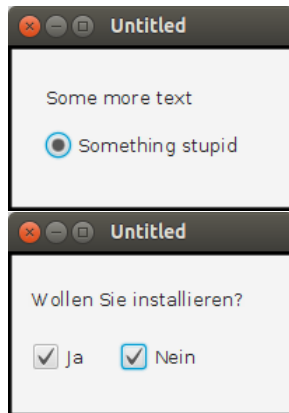 Untitled
Some more text
Something stupid
Untitled
Wollen Sie installieren?
Ja Nein